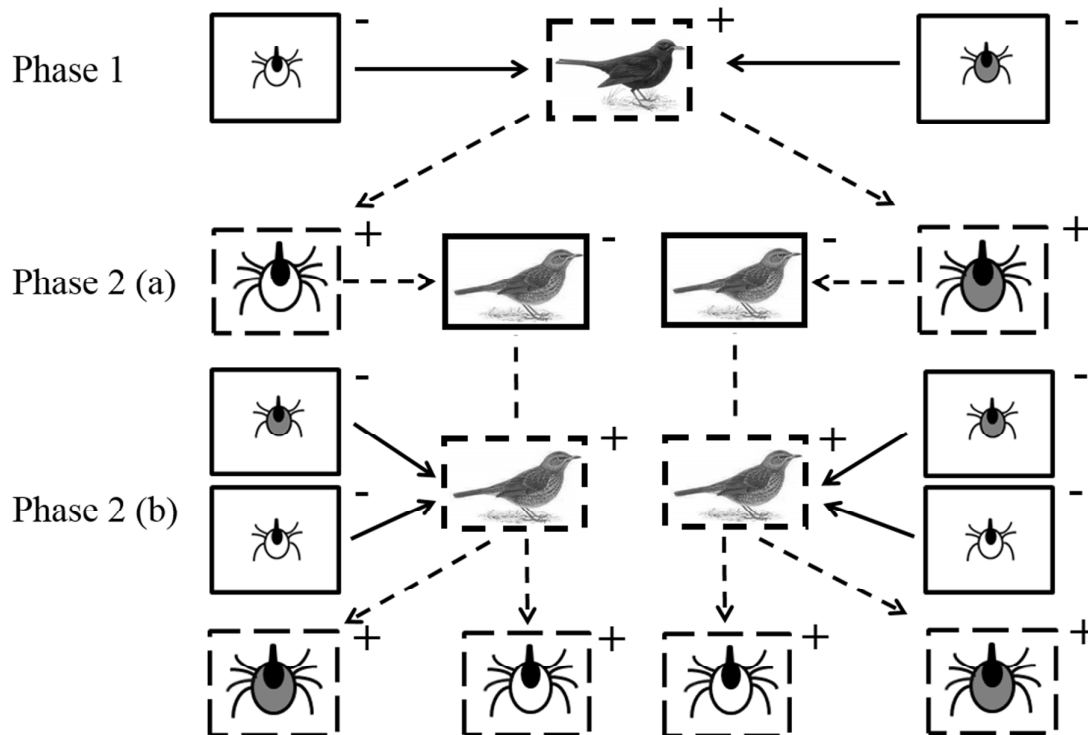 - + -
Phase 1
+ - - +
Phase 2 (a)
- -
+ +
Phase 2 (b)
- -
+ + + +